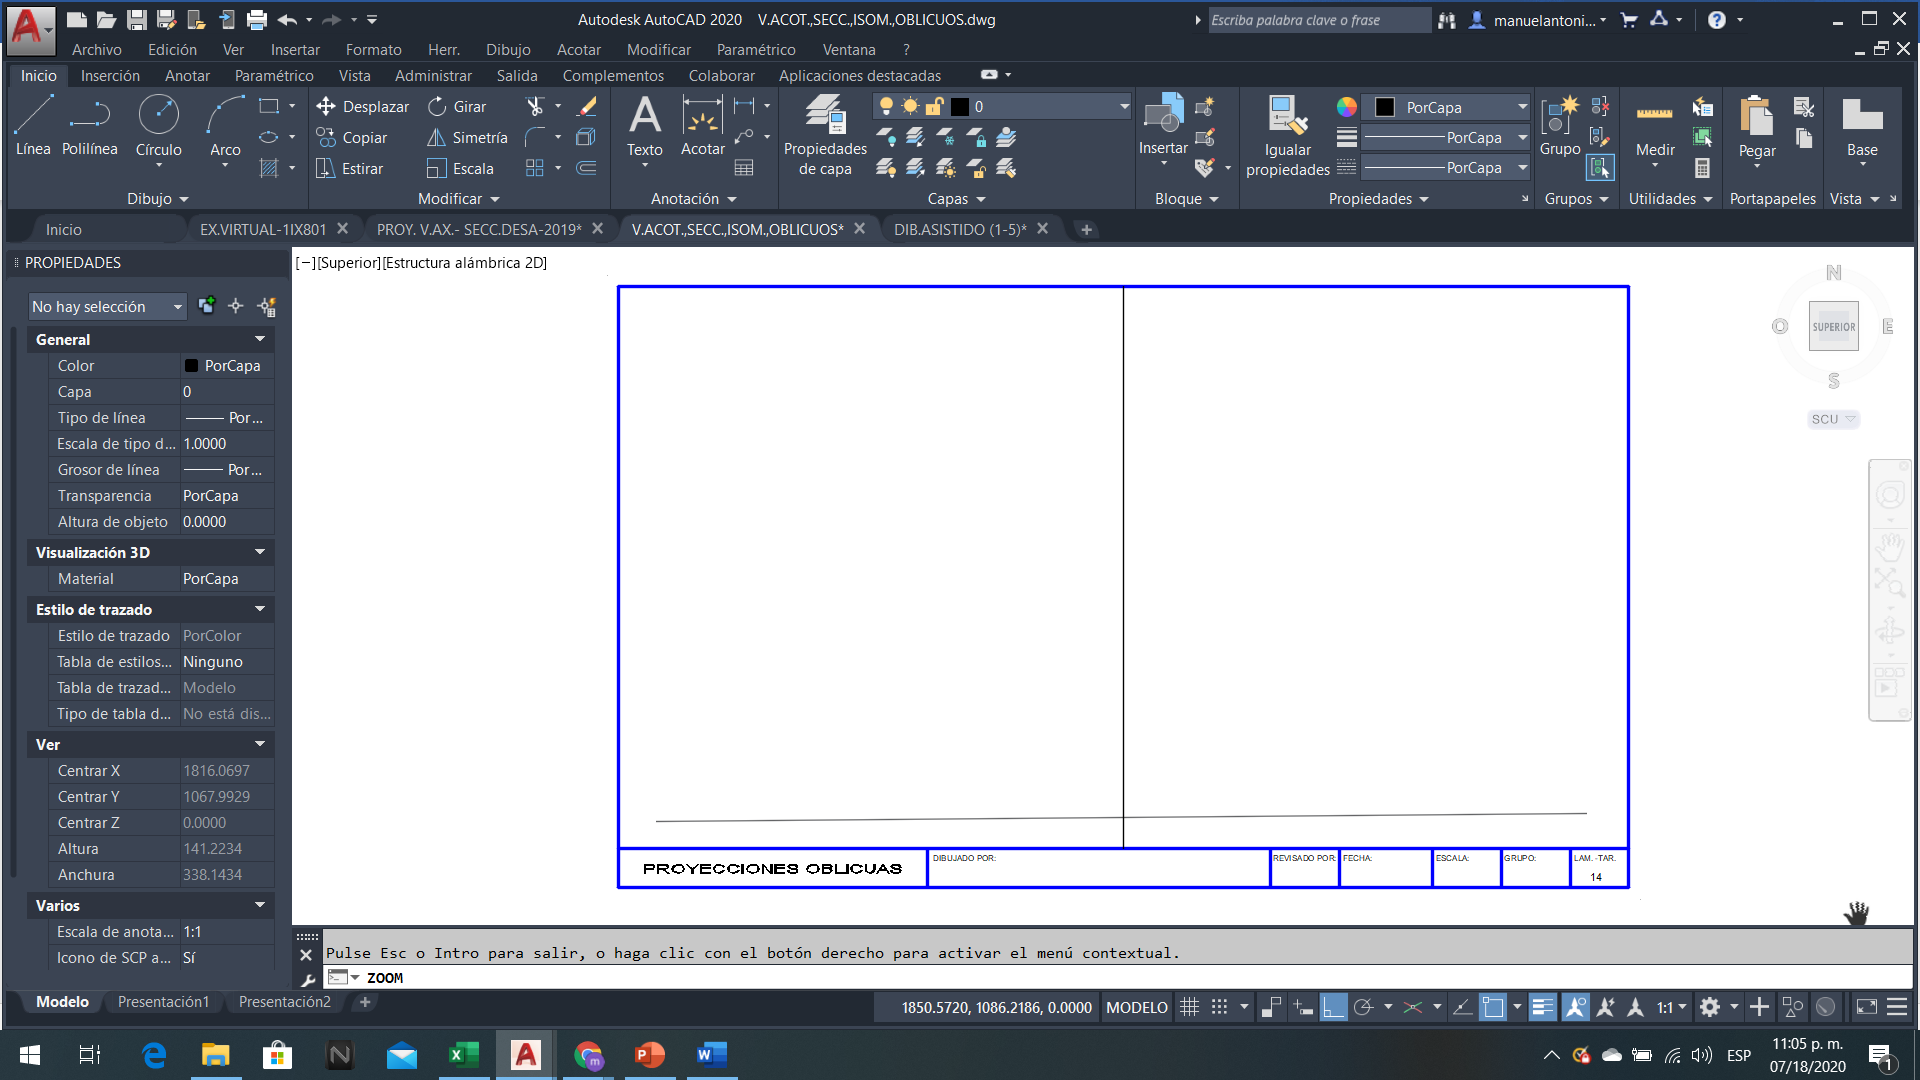 Autodesk AutoCAD 2020 V.ACOT.,SECC.,ISOM.,OBLICUOS.dwg
Escriba palabra clave o frase
manuelantoni...
Archivo Edición Ver Insertar Formato Herr. Dibujo Acotar Modificar Paramétrico Ventana ?
Inicio Inserción Anotar Paramétrico Vista Administrar Salida Complementos Colaborar Aplicaciones destacadas
Línea Polilínea Círculo Arco
Desplazar Girar
Copiar Simetría
Estirar Escala
Texto Acotar
Propiedades de capa
0
Insertar
Igualar propiedades
PorCapa
PorCapa
PorCapa
Grupo
Medir
Pegar
Base
Dibujo Modificar Anotación Capas Bloque Propiedades Grupos Utilidades Portapapeles Vista
Inicio EX.VIRTUAL-1IX801 PROY. V.AX.- SECC.DESA-2019* V.ACOT.,SECC.,ISOM.,OBLICUOS* DIB.ASISTIDO (1-5)*
PROPIEDADES
No hay selección
General
Color PorCapa
Capa 0
Tipo de línea Por...
Escala de tipo d... 1.0000
Grosor de línea Por...
Transparencia PorCapa
Altura de objeto 0.0000
Visualización 3D
Material PorCapa
Estilo de trazado
Estilo de trazado PorColor
Tabla de estilos... Ninguno
Tabla de trazad... Modelo
Tipo de tabla d... No está dis...
Ver
Centrar X 1816.0697
Centrar Y 1067.9929
Centrar Z 0.0000
Altura 141.2234
Anchura 338.1434
Varios
Escala de anota... 1:1
Icono de SCP a... Sí
[−][Superior][Estructura alámbrica 2D]
N
O SUPERIOR E
S
SCU
PROYECCIONES OBLICUAS
DIBUJADO POR:
REVISADO POR:
FECHA:
ESCALA:
GRUPO:
LAM.-TAR.
14
Pulse Esc o Intro para salir, o haga clic con el botón derecho para activar el menú contextual.
ZOOM
Modelo Presentación1 Presentación2
1850.5720, 1086.2186, 0.0000 MODELO 1:1
ESP
11:05 p. m.
07/18/2020
1